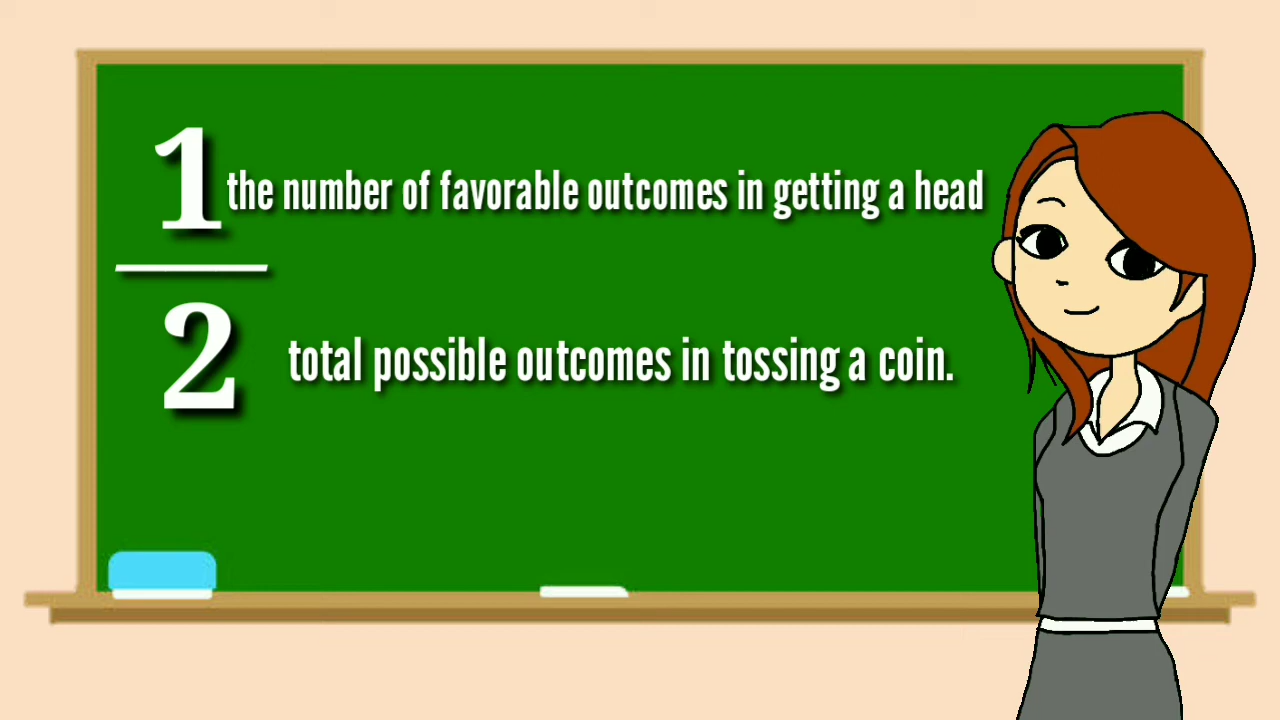 1 the number of favorable outcomes in getting a head
2 total possible outcomes in tossing a coin.